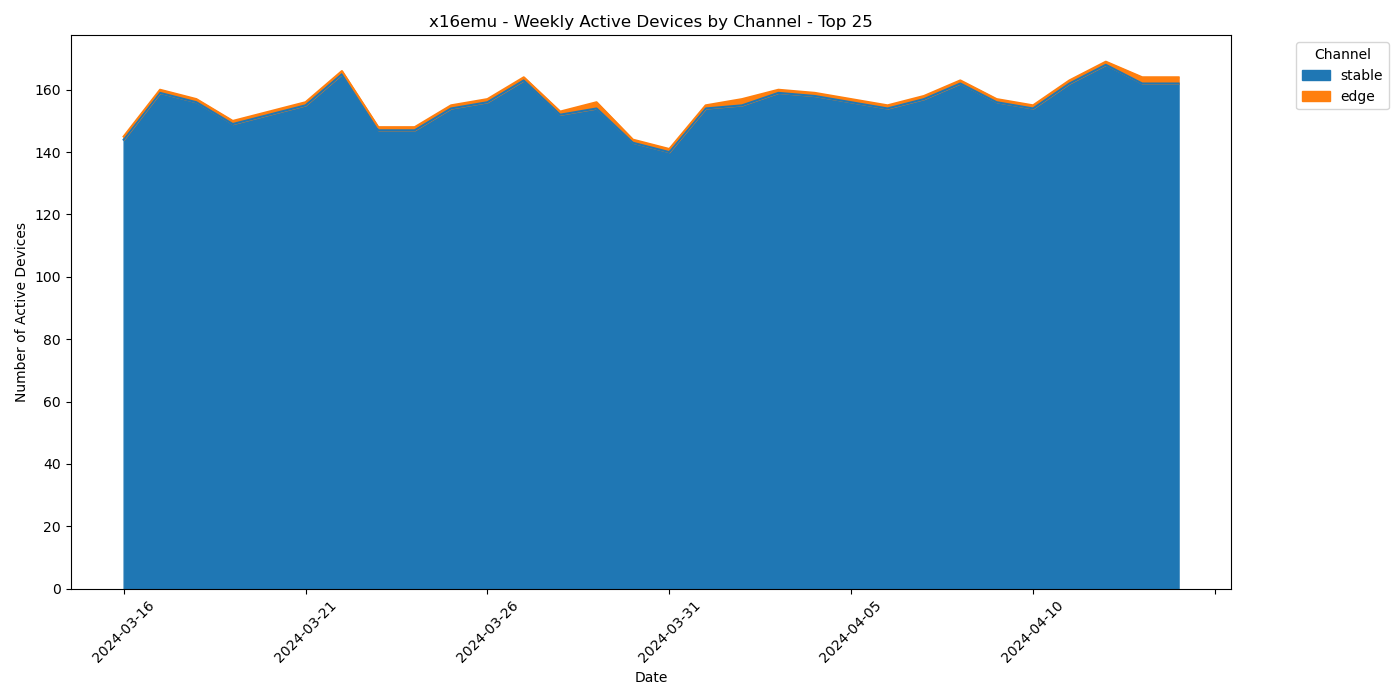 x16emu - Weekly Active Devices by Channel - Top 25
Channel
stable
edge
Number of Active Devices
160
140
120
100
80
60
40
20
0
2024-03-16
2024-03-21
2024-03-26
2024-03-31
2024-04-05
2024-04-10
Date